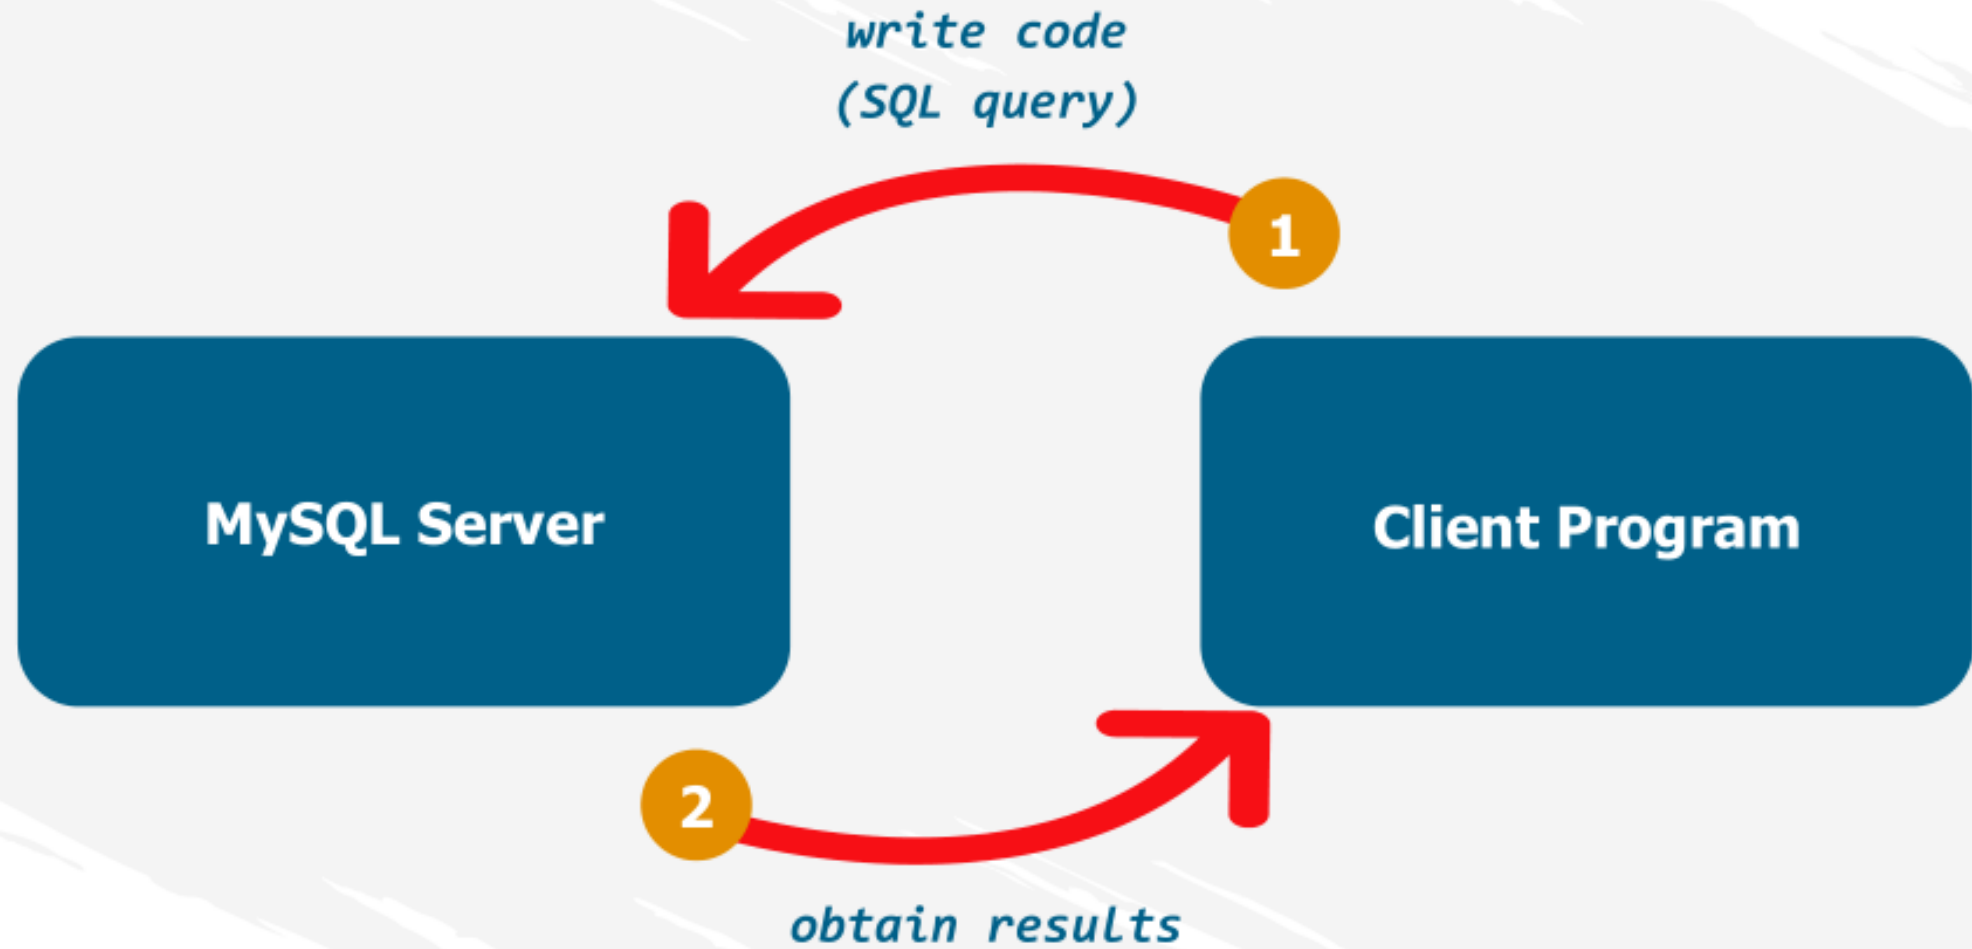 write code
(SQL query)
1
MySQL Server
Client Program
2
obtain results